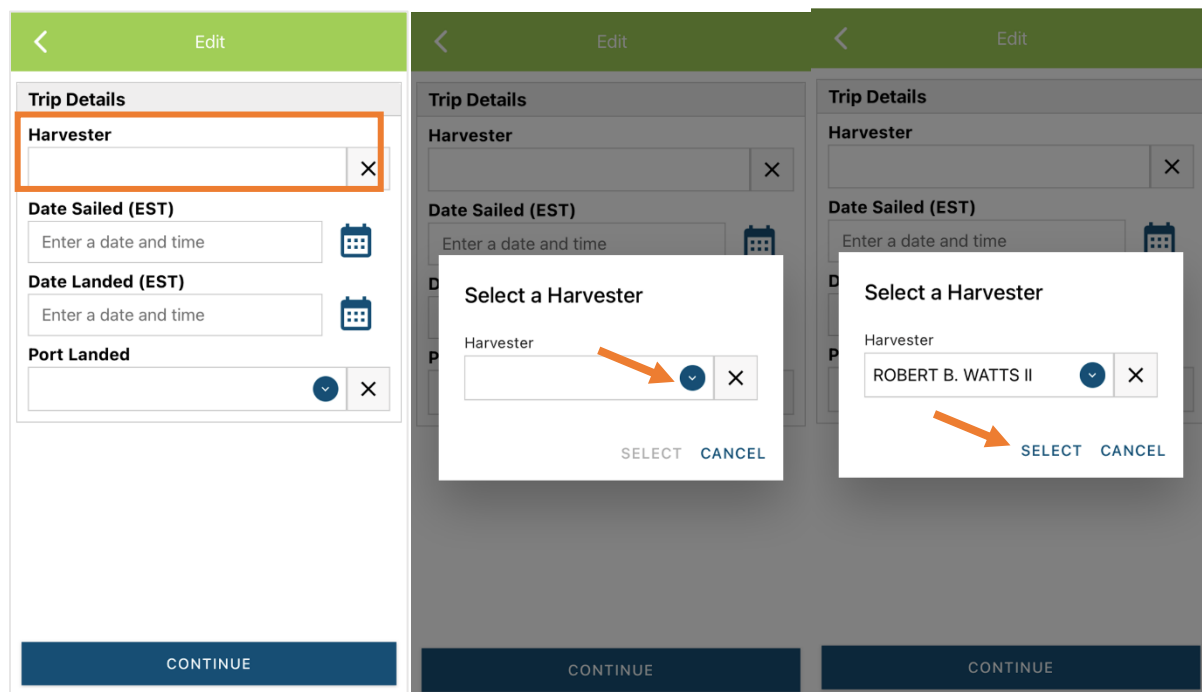 Edit
Trip Details
Harvester
Date Sailed (EST)
Enter a date and time
Date Landed (EST)
Enter a date and time
Port Landed
CONTINUE
Edit
Trip Details
Harvester
Date Sailed (EST)
Enter a date and time
D
P
Select a Harvester
Harvester
SELECT CANCEL
CONTINUE
Edit
Trip Details
Harvester
Date Sailed (EST)
Enter a date and time
D
P
Select a Harvester
Harvester
ROBERT B. WATTS II
SELECT CANCEL
CONTINUE